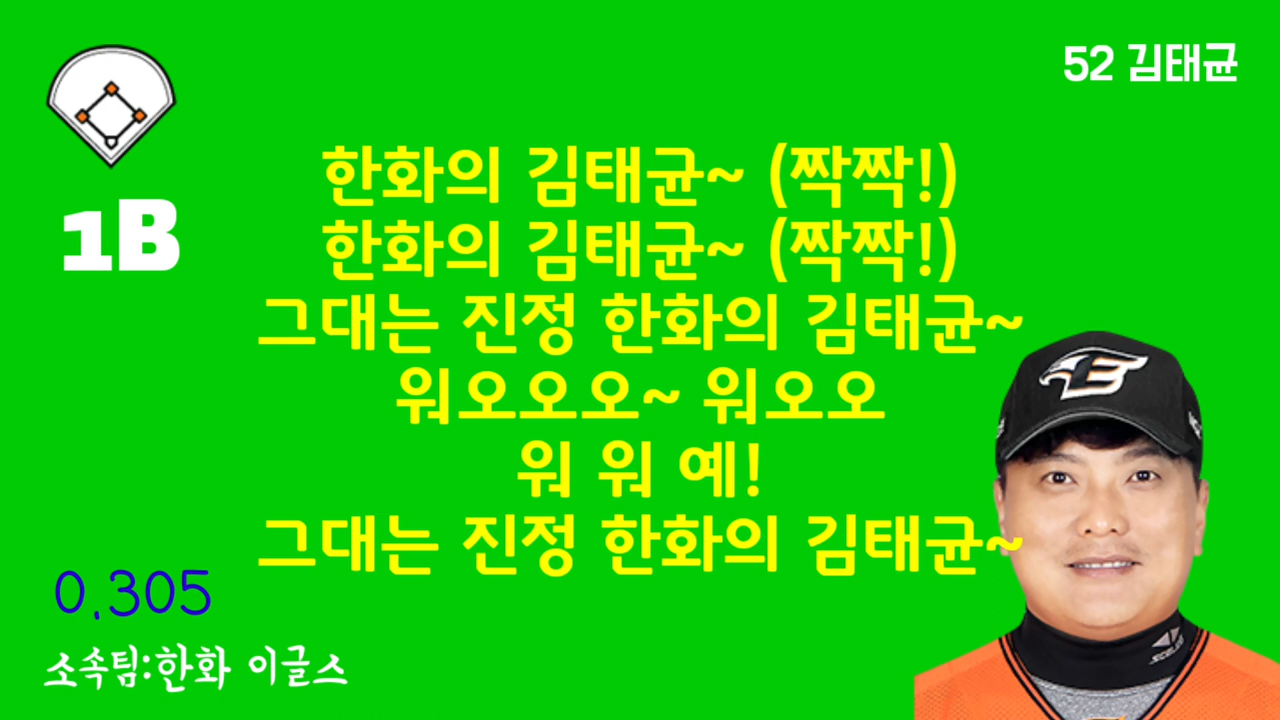 52 김태균
1B
한화의 김태균~ (짝짝!)
한화의 김태균~ (짝짝!)
그대는 진정 한화의 김태균~
워오오오~ 워오오
워 워 예!
그대는 진정 한화의 김태균~
0.305
소속팀:한화 이글스